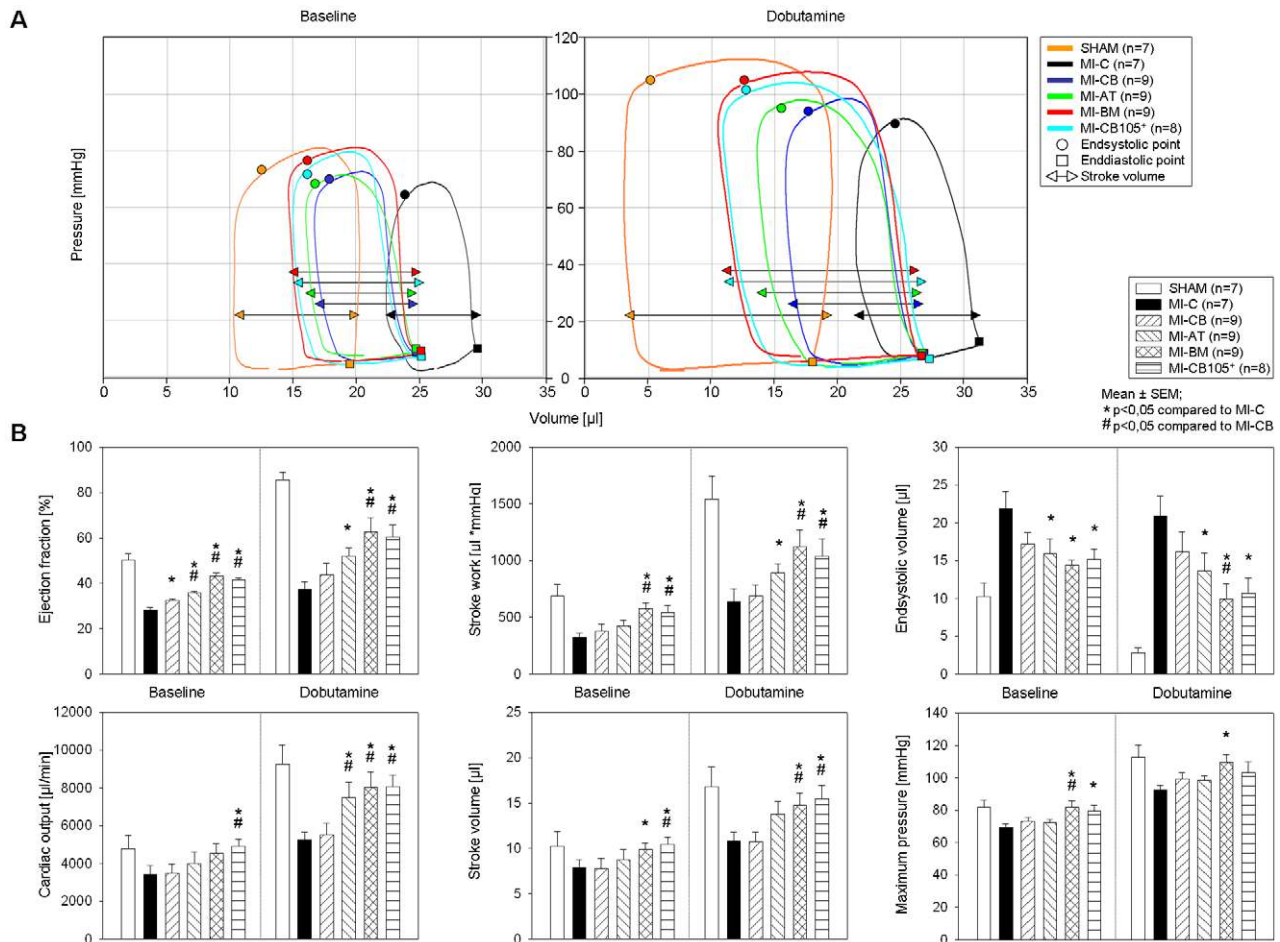 A
Baseline
Dobutamine
Pressure [mmHg]
120
100
80
60
40
20
0
0 5 10 15 20 25 30 35
0 5 10 15 20 25 30 35
Volume [µl]
SHAM (n=7)
MI-C (n=7)
MI-CB (n=9)
MI-AT (n=9)
MI-BM (n=9)
MI-CB105⁺ (n=8)
Endsystolic point
Enddiastolic point
Stroke volume
SHAM (n=7)
MI-C (n=7)
MI-CB (n=9)
MI-AT (n=9)
MI-BM (n=9)
MI-CB105⁺ (n=8)
Mean ± SEM;
* p<0,05 compared to MI-C
# p<0,05 compared to MI-CB
B
Ejection fraction [%]
100
80
60
40
20
0
* * # * # * #
* * # * #
Baseline Dobutamine
Stroke work [µl *mmHg]
2000
1500
1000
500
0
* # * #
* * # * #
Baseline Dobutamine
Endsystolic volume [µl]
30
25
20
15
10
5
0
* * *
* * # *
Baseline Dobutamine
Cardiac output [µl/min]
12000
10000
8000
6000
4000
2000
0
* #
* # * # * #
Baseline Dobutamine
Stroke volume [µl]
25
20
15
10
5
0
* * #
* # * #
Baseline Dobutamine
Maximum pressure [mmHg]
140
120
100
80
60
40
20
0
* # *
*
Baseline Dobutamine